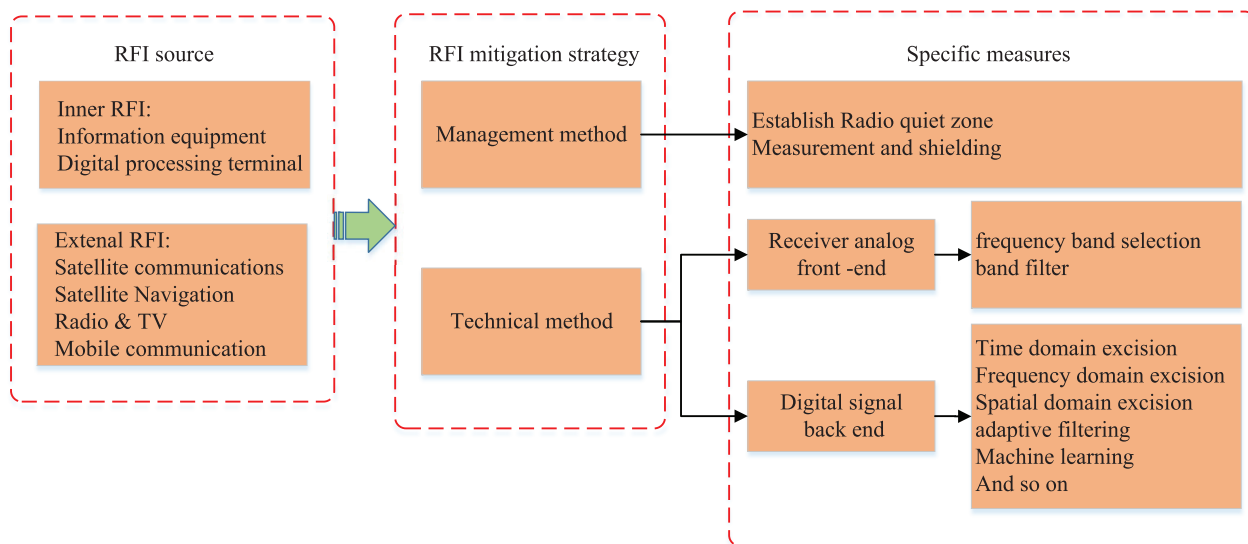 RFI source
Inner RFI:
Information equipment
Digital processing terminal
Extenal RFI:
Satellite communications
Satellite Navigation
Radio & TV
Mobile communication
RFI mitigation strategy
Management method
Technical method
Specific measures
Establish Radio quiet zone
Measurement and shielding
Receiver analog
front -end
frequency band selection
band filter
Digital signal
back end
Time domain excision
Frequency domain excision
Spatial domain excision
adaptive filtering
Machine learning
And so on